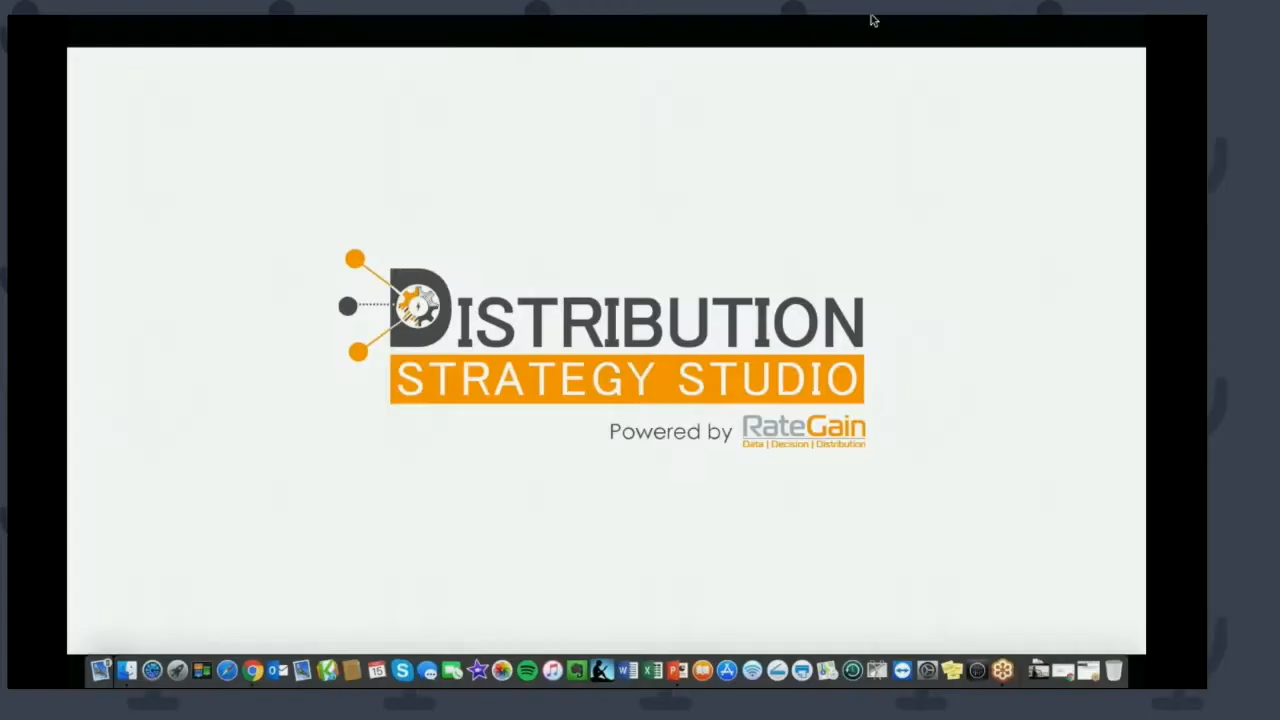 DISTRIBUTION
STRATEGY STUDIO
Powered by RateGain
Data | Decision | Distribution